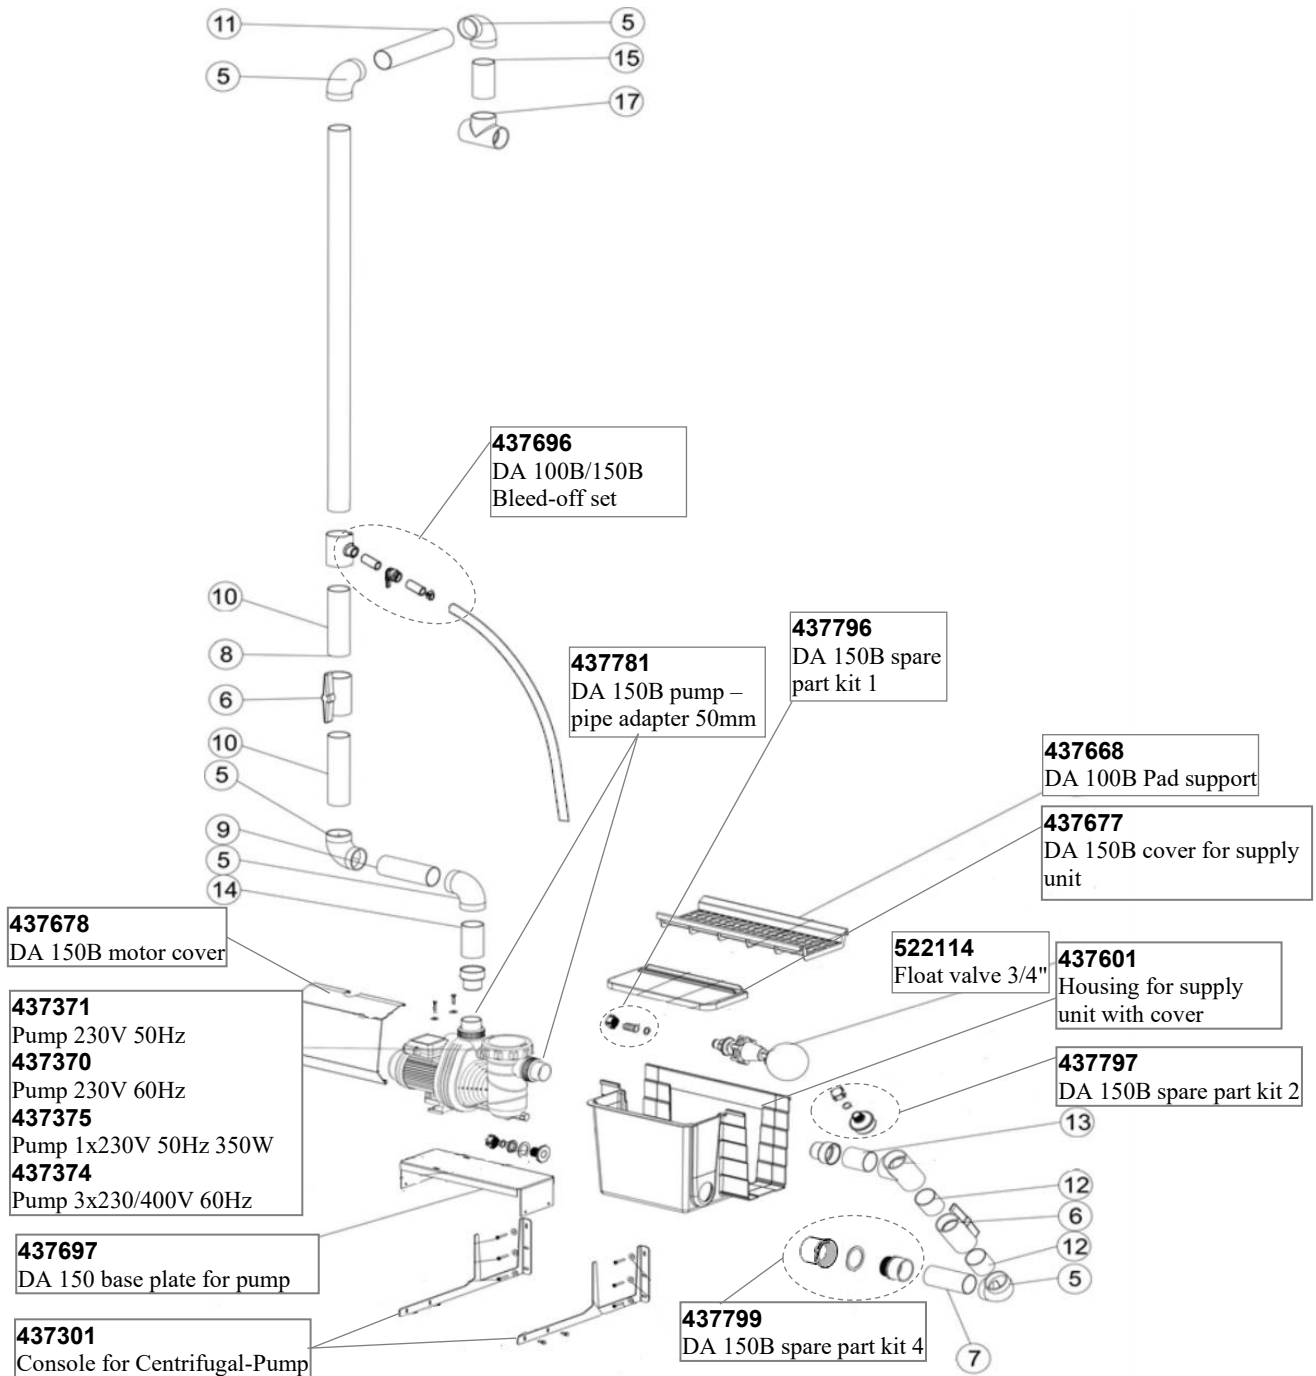 11
5
5
15
17
437696
DA 100B/150B
Bleed-off set
10
8
6
10
5
9
5
14
437781
DA 150B pump –
pipe adapter 50mm
437796
DA 150B spare
part kit 1
437668
DA 100B Pad support
437677
DA 150B cover for supply
unit
437678
DA 150B motor cover
522114
Float valve 3/4"
437601
Housing for supply
unit with cover
437371
Pump 230V 50Hz
437370
Pump 230V 60Hz
437375
Pump 1x230V 50Hz 350W
437374
Pump 3x230/400V 60Hz
437797
DA 150B spare part kit 2
13
12
6
12
5
437697
DA 150 base plate for pump
437301
Console for Centrifugal-Pump
437799
DA 150B spare part kit 4
7